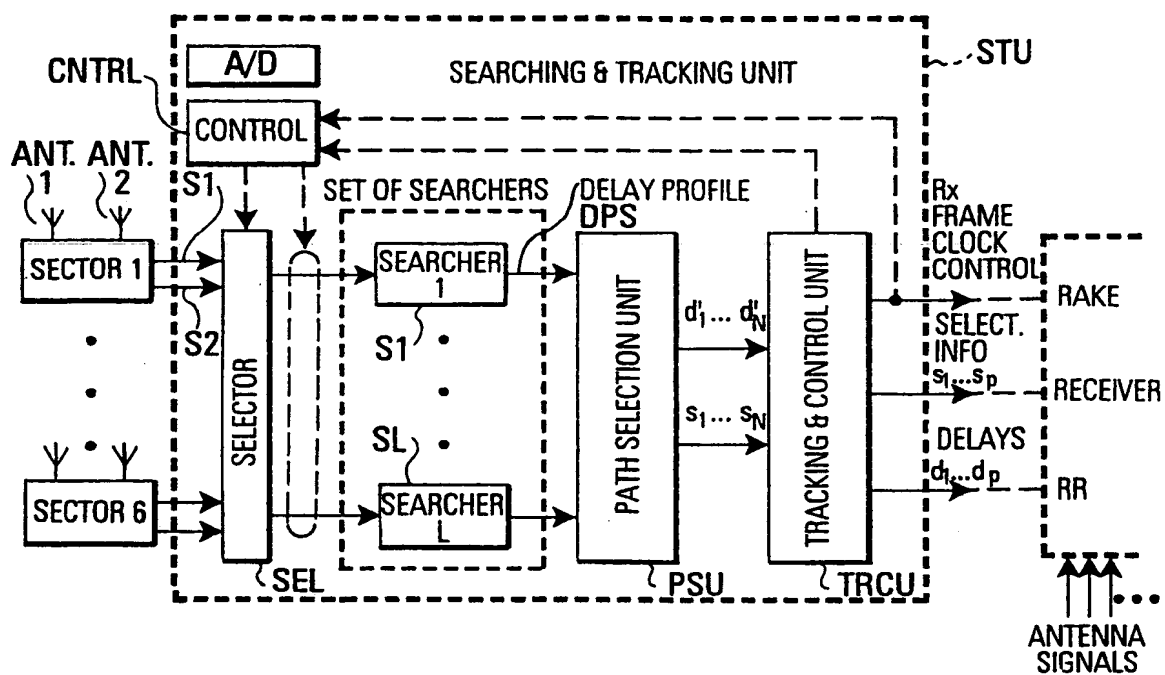 A/D
SEARCHING & TRACKING UNIT
STU
CNTRL
CONTROL
ANT.
1
ANT.
2
S1
S2
SET OF SEARCHERS
DELAY PROFILE
DPS
Rx
FRAME
CLOCK
CONTROL
SECTOR 1
SELECTOR
SEARCHER
1
S1
PATH SELECTION UNIT
d'1 ... d'N
s1 ... sN
TRACKING & CONTROL UNIT
SELECT.
INFO
s1...sp
DELAYS
d1...dp
RAKE
RECEIVER
RR
SL
SECTOR 6
SEARCHER
L
SEL
PSU
TRCU
ANTENNA
SIGNALS